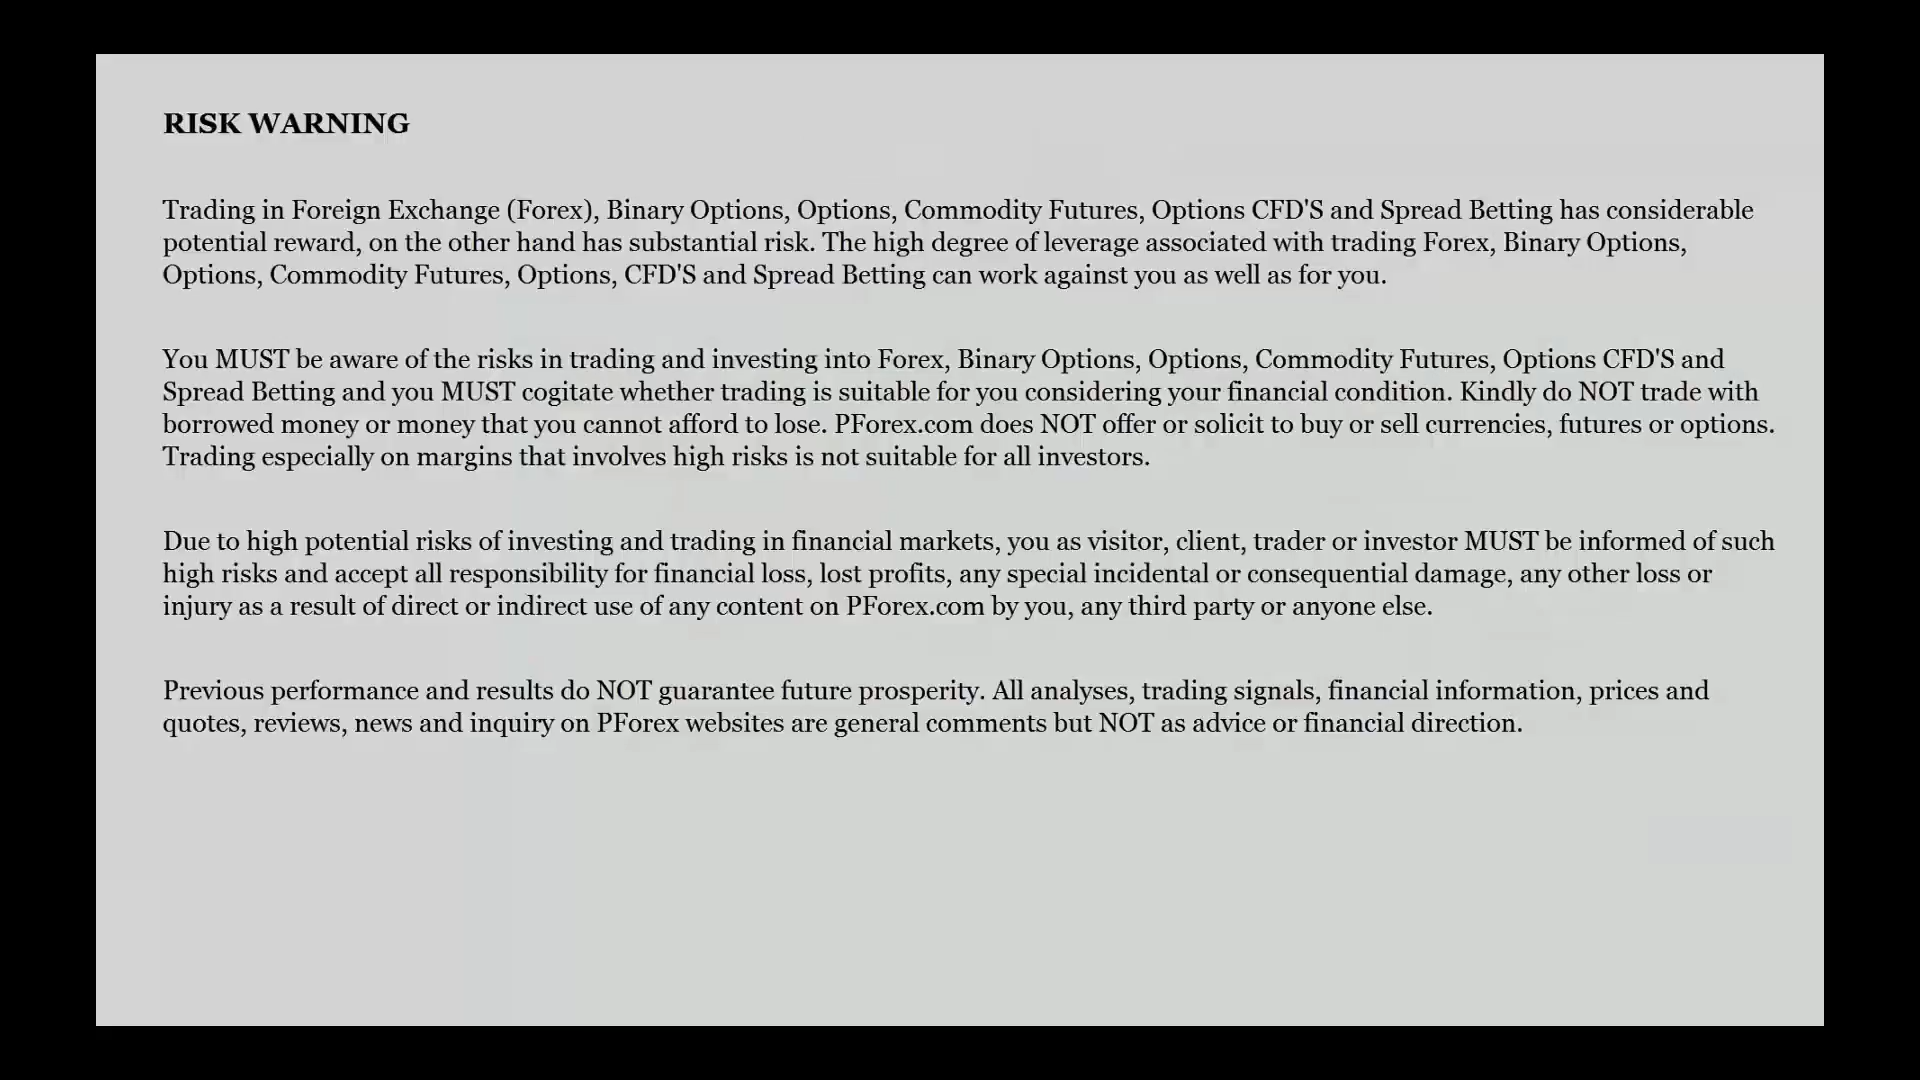 RISK WARNING
Trading in Foreign Exchange (Forex), Binary Options, Options, Commodity Futures, Options CFD'S and Spread Betting has considerable
potential reward, on the other hand has substantial risk. The high degree of leverage associated with trading Forex, Binary Options,
Options, Commodity Futures, Options, CFD'S and Spread Betting can work against you as well as for you.
You MUST be aware of the risks in trading and investing into Forex, Binary Options, Options, Commodity Futures, Options CFD'S and
Spread Betting and you MUST cogitate whether trading is suitable for you considering your financial condition. Kindly do NOT trade with
borrowed money or money that you cannot afford to lose. PForex.com does NOT offer or solicit to buy or sell currencies, futures or options.
Trading especially on margins that involves high risks is not suitable for all investors.
Due to high potential risks of investing and trading in financial markets, you as visitor, client, trader or investor MUST be informed of such
high risks and accept all responsibility for financial loss, lost profits, any special incidental or consequential damage, any other loss or
injury as a result of direct or indirect use of any content on PForex.com by you, any third party or anyone else.
Previous performance and results do NOT guarantee future prosperity. All analyses, trading signals, financial information, prices and
quotes, reviews, news and inquiry on PForex websites are general comments but NOT as advice or financial direction.